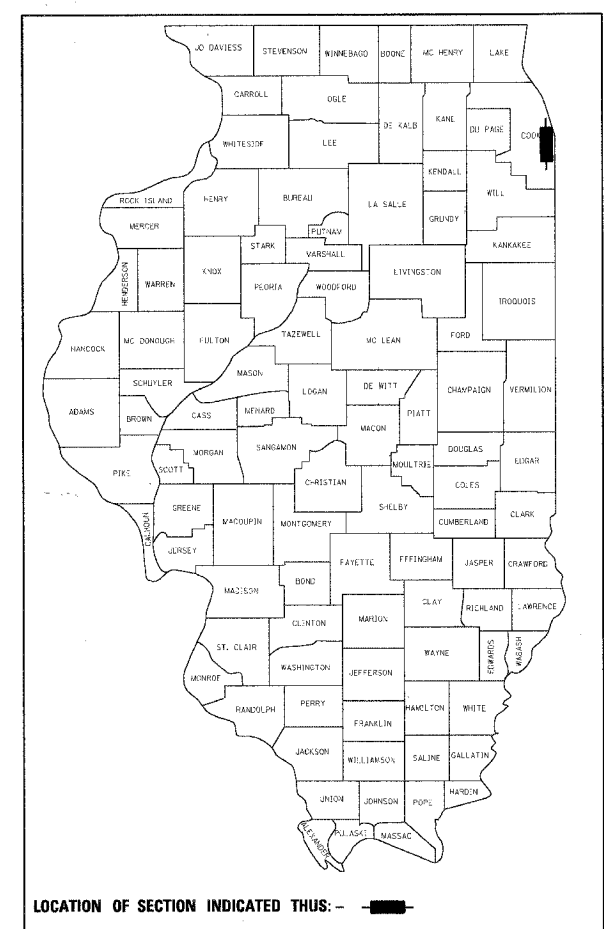 JO DAVIESS STEVENSON WINNEBAGO BOONE MC HENRY LAKE
CARROLL OGLE DE KALB KANE DU PAGE COOK
WHITESIDE LEE
KENDALL WILL
ROCK ISLAND HENRY BUREAU LA SALLE GRUNDY
MERCER PUTNAM KANKAKEE
STARK MARSHALL LIVINGSTON
HENDERSON WARREN KNOX PEORIA WOODFORD IROQUOIS
HANCOCK MC DONOUGH FULTON TAZEWELL MC LEAN FORD
MASON
SCHUYLER LOGAN DE WITT CHAMPAIGN VERMILION
ADAMS BROWN CASS MENARD PIATT
MACON
MORGAN SANGAMON DOUGLAS EDGAR
PIKE SCOTT CHRISTIAN MOULTRIE COLES
GREENE SHELBY CLARK
CALHOUN MACOUPIN MONTGOMERY CUMBERLAND
JERSEY FAYETTE EFFINGHAM JASPER CRAWFORD
MADISON BOND CLAY RICHLAND LAWRENCE
CLINTON MARION
ST. CLAIR WAYNE EDWARDS WABASH
WASHINGTON JEFFERSON
MONROE
RANDOLPH PERRY HAMILTON WHITE
FRANKLIN
JACKSON WILLIAMSON SALINE GALLATIN
UNION JOHNSON POPE HARDIN
ALEXANDER PULASKI MASSAC
LOCATION OF SECTION INDICATED THUS: -